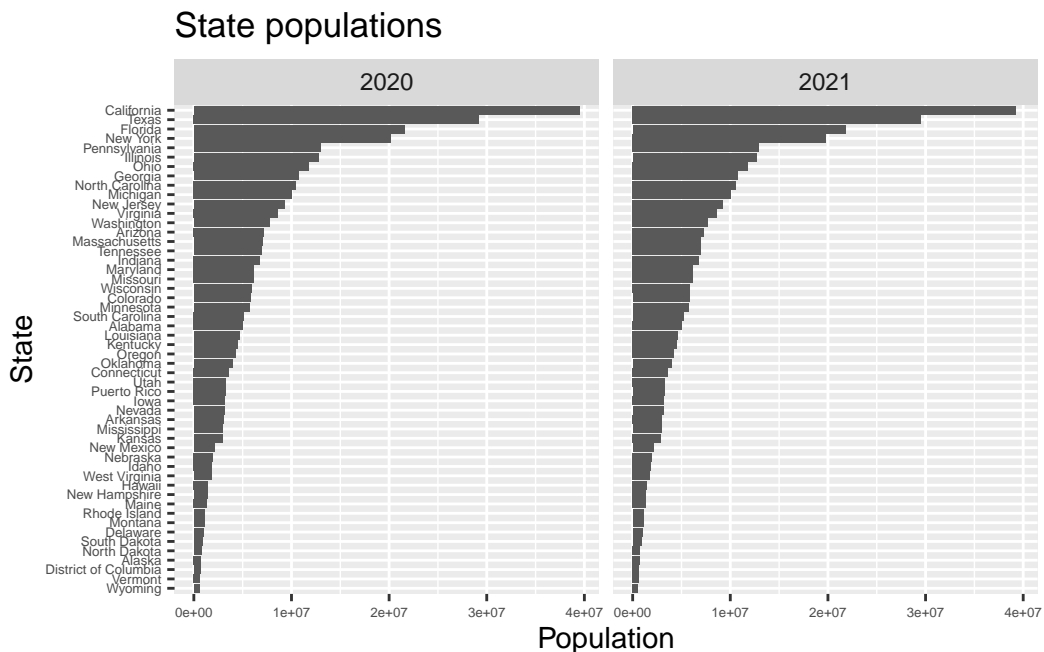 State populations
2020
2021
California
Texas
Florida
New York
Pennsylvania
Illinois
Ohio
Georgia
North Carolina
Michigan
New Jersey
Virginia
Washington
Arizona
Massachusetts
Tennessee
Indiana
Maryland
Missouri
Wisconsin
Colorado
Minnesota
South Carolina
Alabama
Louisiana
Kentucky
Oregon
Oklahoma
Connecticut
Utah
Puerto Rico
Iowa
Nevada
Arkansas
Mississippi
Kansas
New Mexico
Nebraska
Idaho
West Virginia
Hawaii
New Hampshire
Maine
Rhode Island
Montana
Delaware
South Dakota
North Dakota
Alaska
District of Columbia
Vermont
Wyoming
State
0e+00 1e+07 2e+07 3e+07 4e+07
0e+00 1e+07 2e+07 3e+07 4e+07
Population